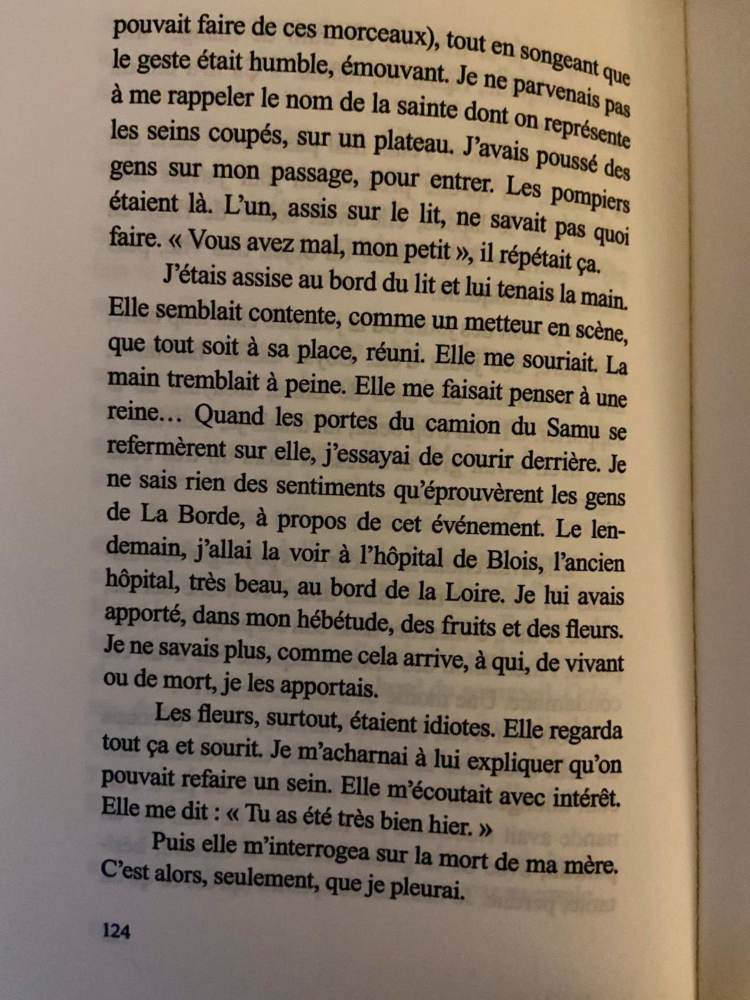 pouvait faire de ces morceaux), tout en songeant que
le geste était humble, émouvant. Je ne parvenais pas
à me rappeler le nom de la sainte dont on représente
les seins coupés, sur un plateau. J’avais poussé des
gens sur mon passage, pour entrer. Les pompiers
étaient là. L’un, assis sur le lit, ne savait pas quoi
faire. « Vous avez mal, mon petit », il répétait ça.
J’étais assise au bord du lit et lui tenais la main.
Elle semblait contente, comme un metteur en scène,
que tout soit à sa place, réuni. Elle me souriait. La
main tremblait à peine. Elle me faisait penser à une
reine… Quand les portes du camion du Samu se
refermèrent sur elle, j’essayai de courir derrière. Je
ne sais rien des sentiments qu’éprouvèrent les gens
de La Borde, à propos de cet événement. Le len-
demain, j’allai la voir à l’hôpital de Blois, l’ancien
hôpital, très beau, au bord de la Loire. Je lui avais
apporté, dans mon hébétude, des fruits et des fleurs.
Je ne savais plus, comme cela arrive, à qui, de vivant
ou de mort, je les apportais.
Les fleurs, surtout, étaient idiotes. Elle regarda
tout ça et sourit. Je m’acharnai à lui expliquer qu’on
pouvait refaire un sein. Elle m’écoutait avec intérêt.
Elle me dit : « Tu as été très bien hier. »
Puis elle m’interrogea sur la mort de ma mère.
C’est alors, seulement, que je pleurai.
124